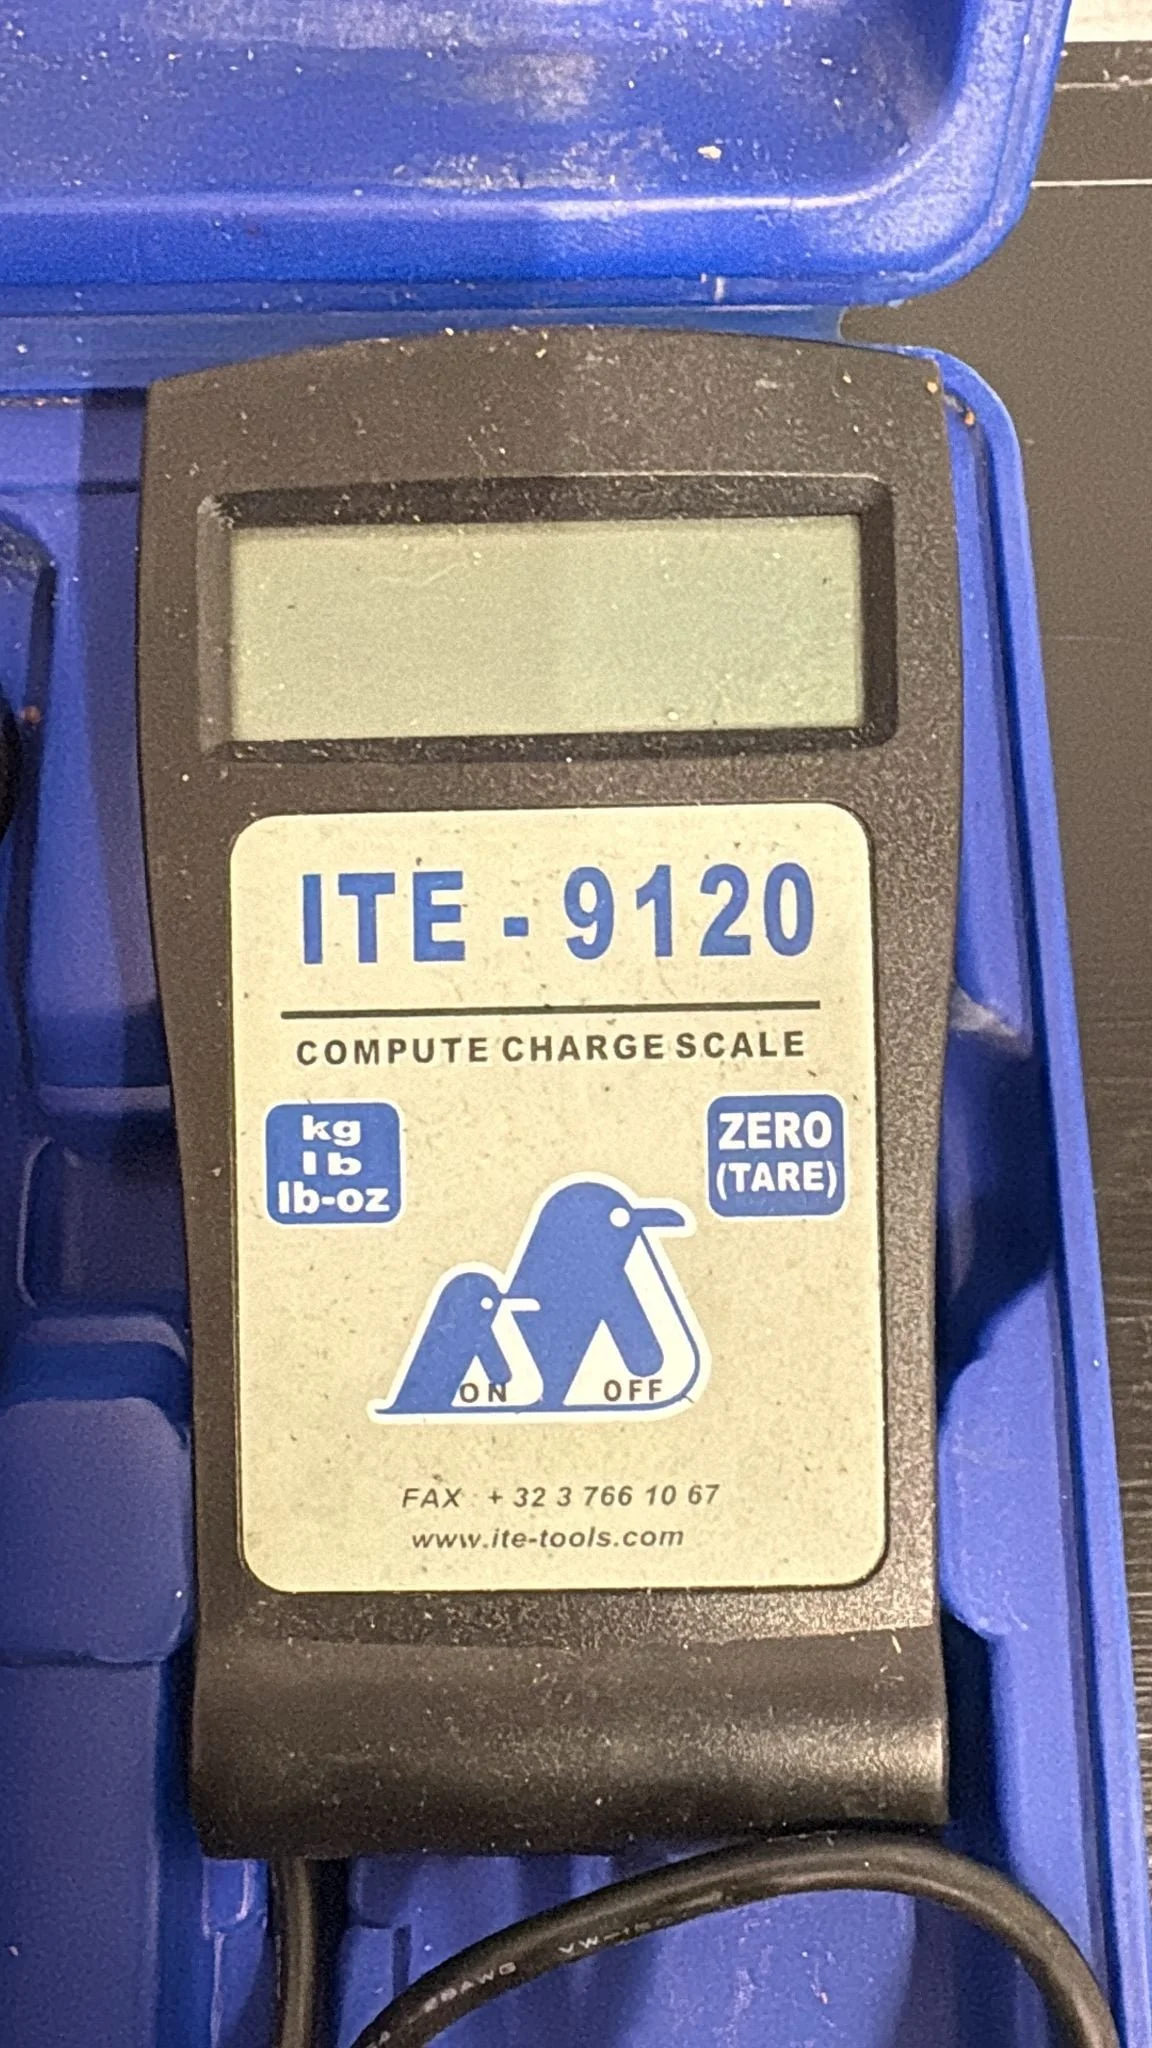 ITE - 9120
COMPUTE CHARGE SCALE
kg
lb
lb-oz
ZERO
(TARE)
ON OFF
FAX : + 32 3 766 10 67
www.ite-tools.com
28AWG